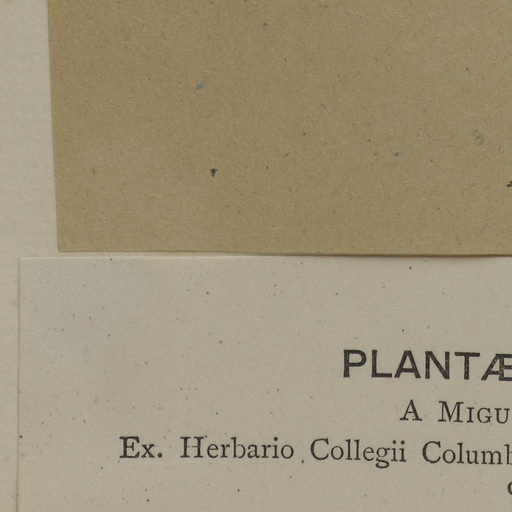 PLANTÆ
A MIGU
Ex. Herbario Collegii Columb